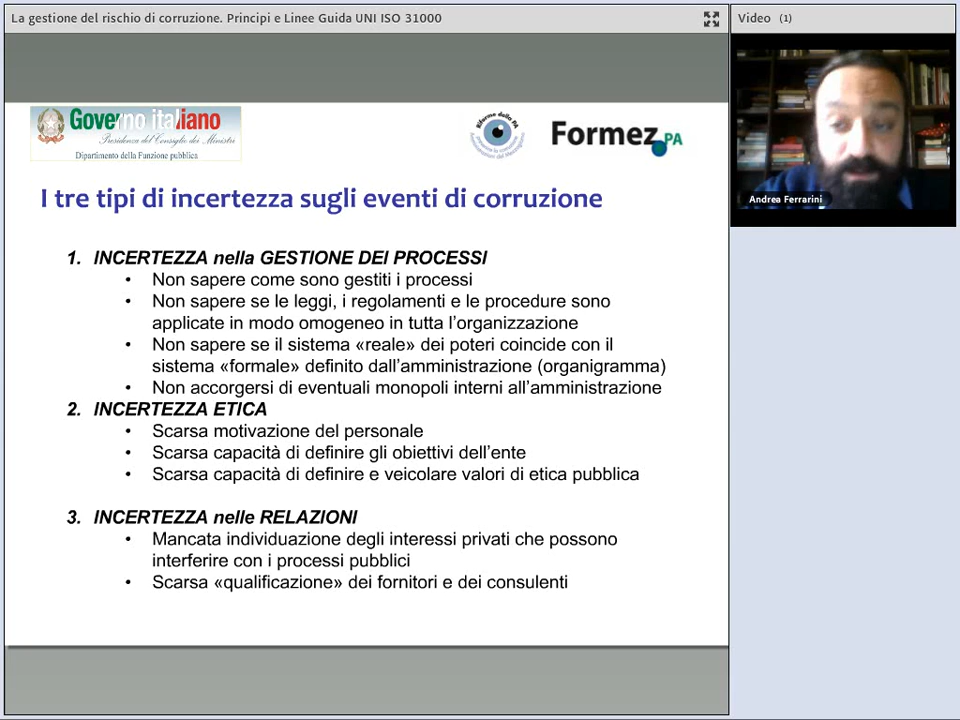 La gestione del rischio di corruzione. Principi e Linee Guida UNI ISO 31000
Video (1)
Governo italiano
Presidenza del Consiglio dei Ministri
Dipartimento della Funzione pubblica
Riforme della PA
Formez PA
Andrea Ferrarini
I tre tipi di incertezza sugli eventi di corruzione
1. INCERTEZZA nella GESTIONE DEI PROCESSI
• Non sapere come sono gestiti i processi
• Non sapere se le leggi, i regolamenti e le procedure sono
applicate in modo omogeneo in tutta l'organizzazione
• Non sapere se il sistema «reale» dei poteri coincide con il
sistema «formale» definito dall'amministrazione (organigramma)
• Non accorgersi di eventuali monopoli interni all'amministrazione
2. INCERTEZZA ETICA
• Scarsa motivazione del personale
• Scarsa capacità di definire gli obiettivi dell'ente
• Scarsa capacità di definire e veicolare valori di etica pubblica
3. INCERTEZZA nelle RELAZIONI
• Mancata individuazione degli interessi privati che possono
interferire con i processi pubblici
• Scarsa «qualificazione» dei fornitori e dei consulenti